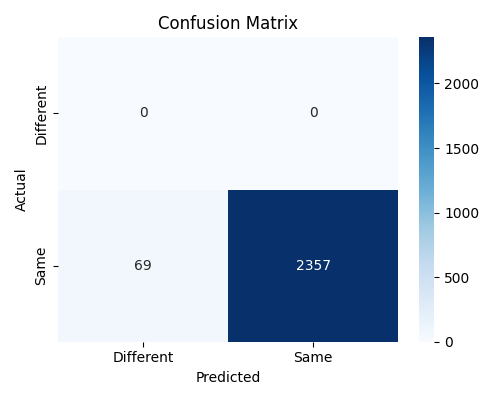 Confusion Matrix
Different
Same
Actual
0 0
69 2357
Different Same
Predicted
2000
1500
1000
500
0